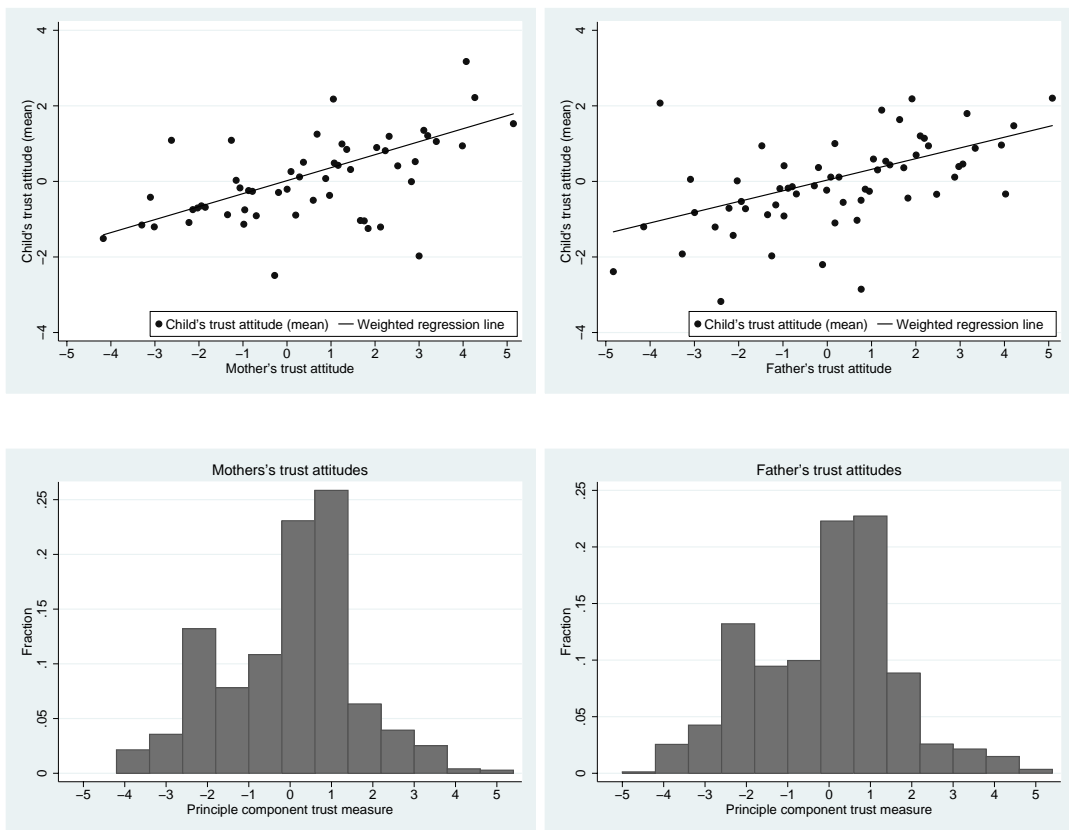 Child's trust attitude (mean)
4
2
0
−2
−4
−5 −4 −3 −2 −1 0 1 2 3 4 5
Mother's trust attitude
Child's trust attitude (mean) Weighted regression line
Child's trust attitude (mean)
4
2
0
−2
−4
−5 −4 −3 −2 −1 0 1 2 3 4 5
Father's trust attitude
Child's trust attitude (mean) Weighted regression line
Mothers's trust attitudes
Fraction
.25
.2
.15
.1
.05
0
−5 −4 −3 −2 −1 0 1 2 3 4 5
Principle component trust measure
Father's trust attitudes
Fraction
.25
.2
.15
.1
.05
0
−5 −4 −3 −2 −1 0 1 2 3 4 5
Principle component trust measure